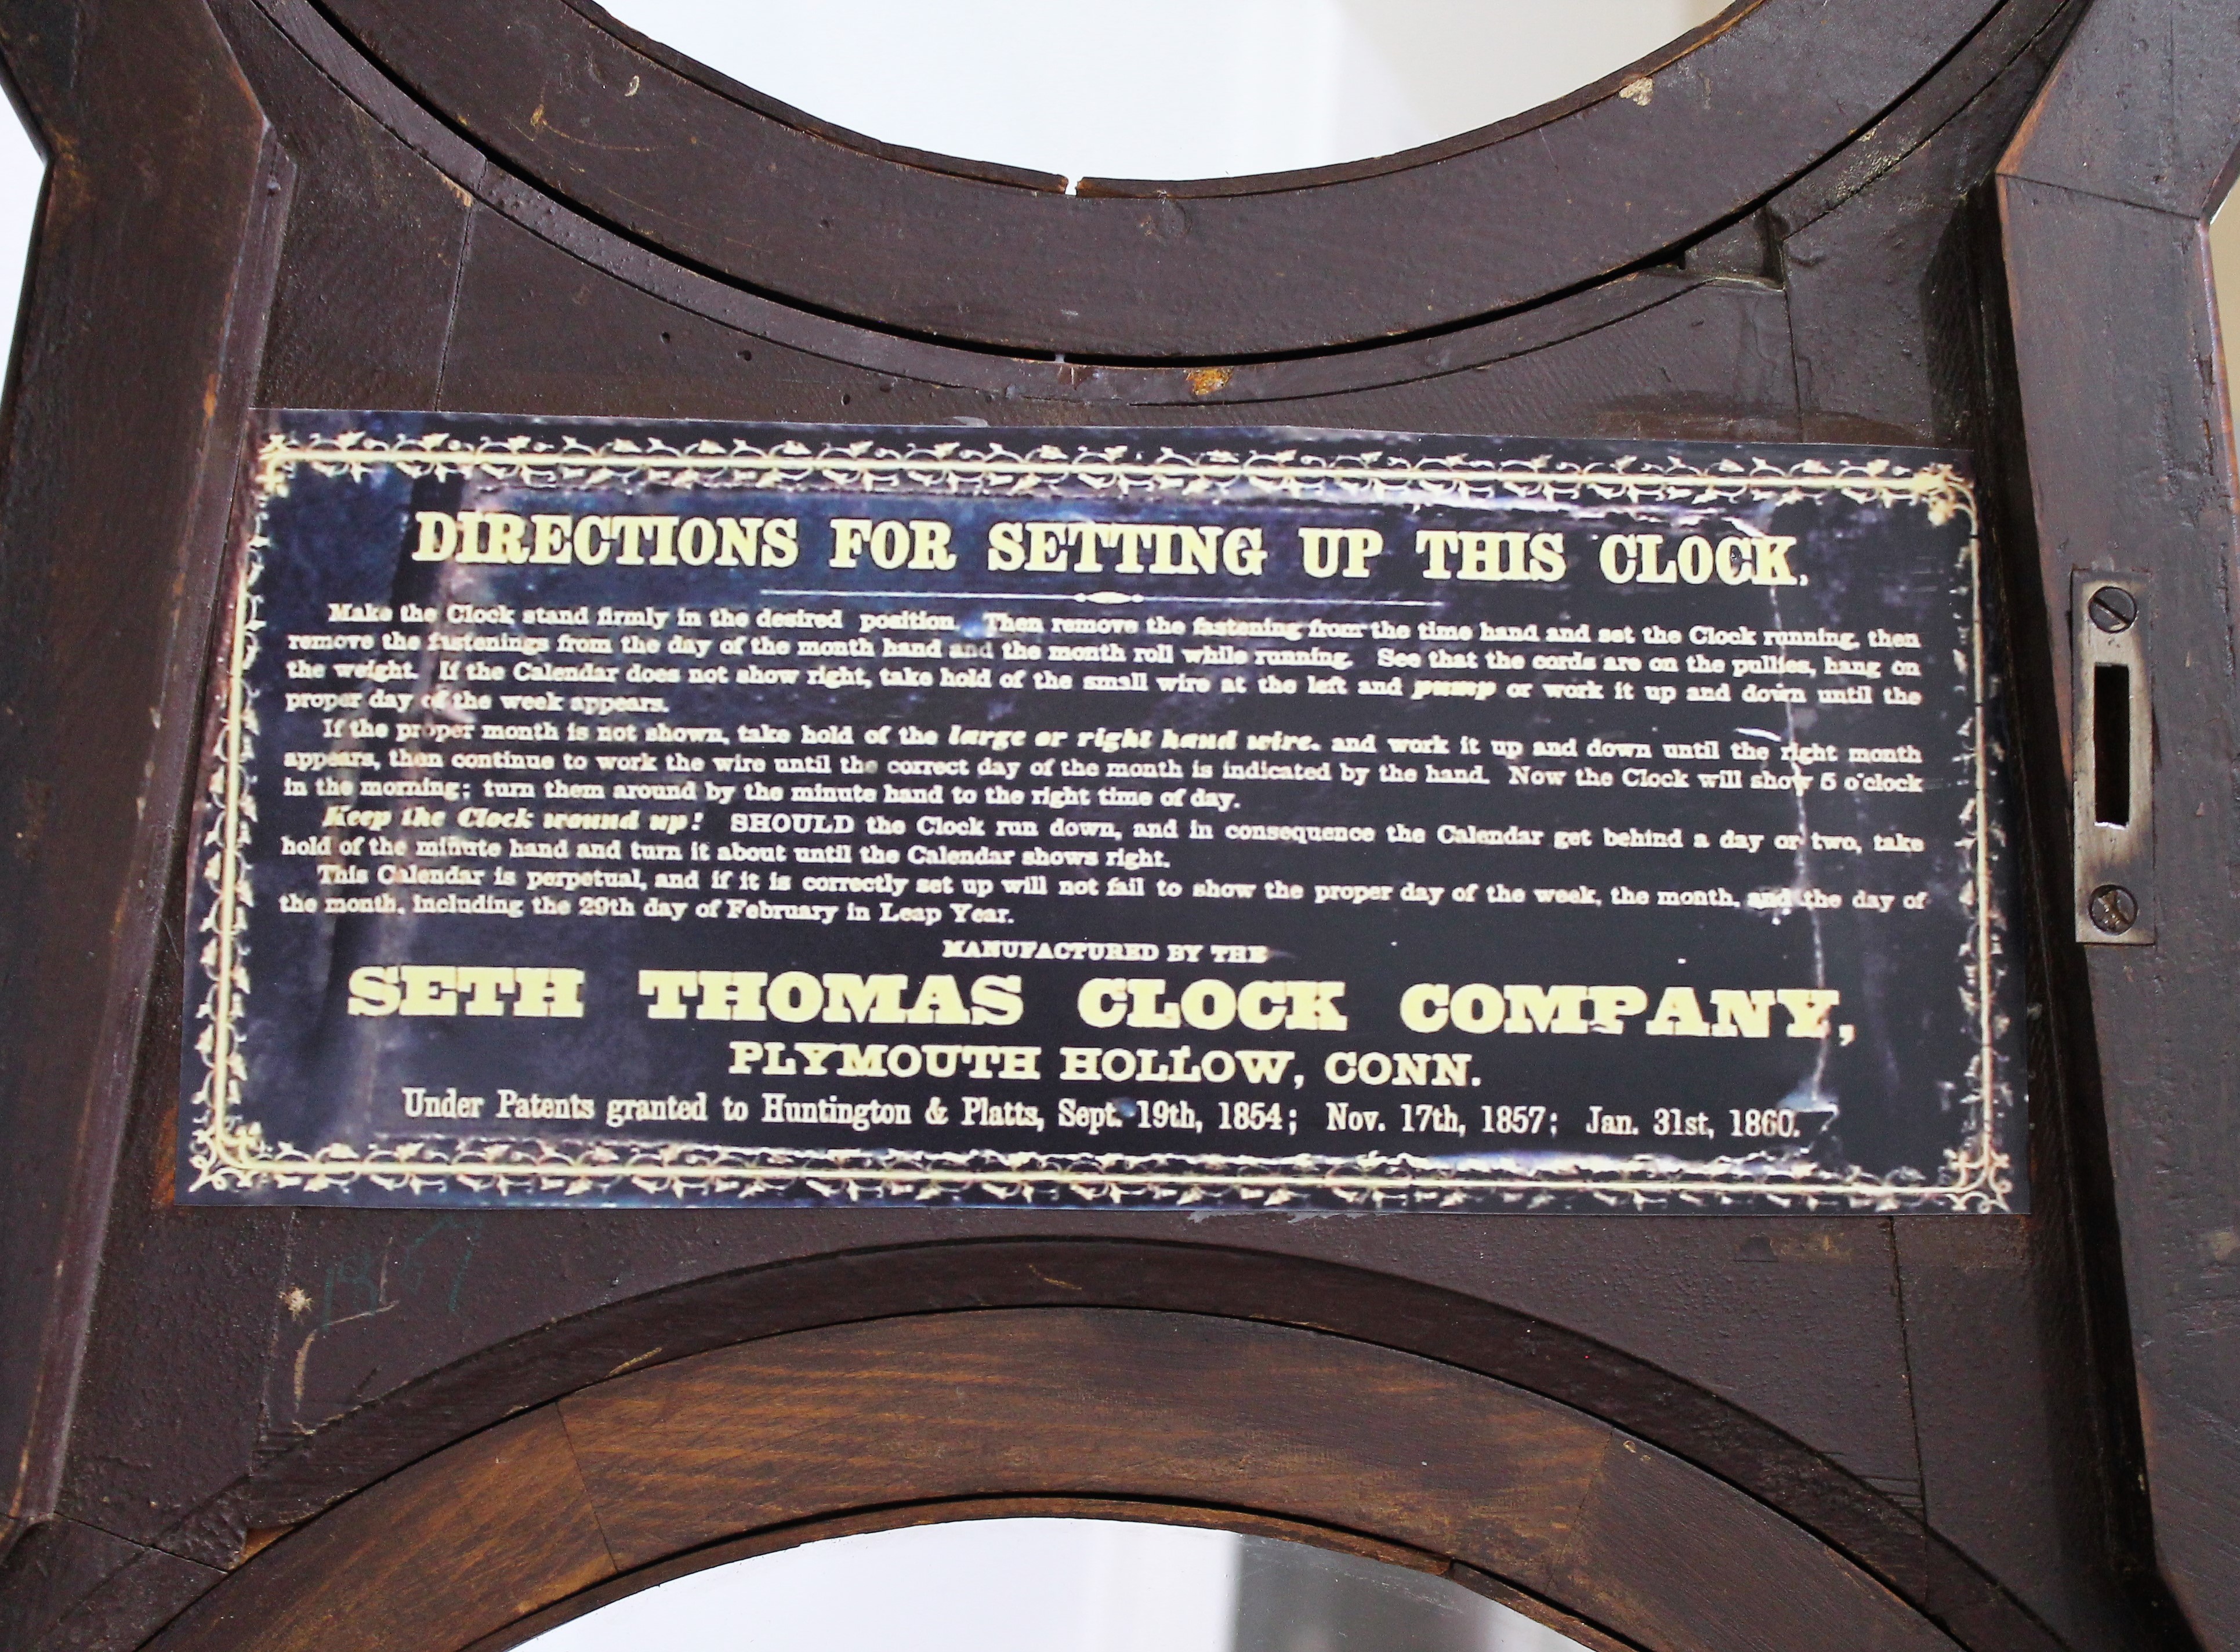 DIRECTIONS FOR SETTING UP THIS CLOCK.
Make the Clock stand firmly in the desired position. Then remove the fastening from the time hand and set the Clock running, then
remove the fastenings from the day of the month hand and the month roll while running. See that the cords are on the pullies, hang on
the weight. If the Calendar does not show right, take hold of the small wire at the left and pump or work it up and down until the
proper day of the week appears.
If the proper month is not shown, take hold of the large or right hand wire. and work it up and down until the right month
appears, then continue to work the wire until the correct day of the month is indicated by the hand. Now the Clock will show 5 o'clock
in the morning; turn them around by the minute hand to the right time of day.
Keep the Clock wound up! SHOULD the Clock run down, and in consequence the Calendar get behind a day or two, take
hold of the minute hand and turn it about until the Calendar shows right.
This Calendar is perpetual, and if it is correctly set up will not fail to show the proper day of the week, the month, and the day of
the month, including the 29th day of February in Leap Year.
MANUFACTURED BY THE
SETH THOMAS CLOCK COMPANY,
PLYMOUTH HOLLOW, CONN.
Under Patents granted to Huntington & Platts, Sept. 19th, 1854; Nov. 17th, 1857; Jan. 31st, 1860.